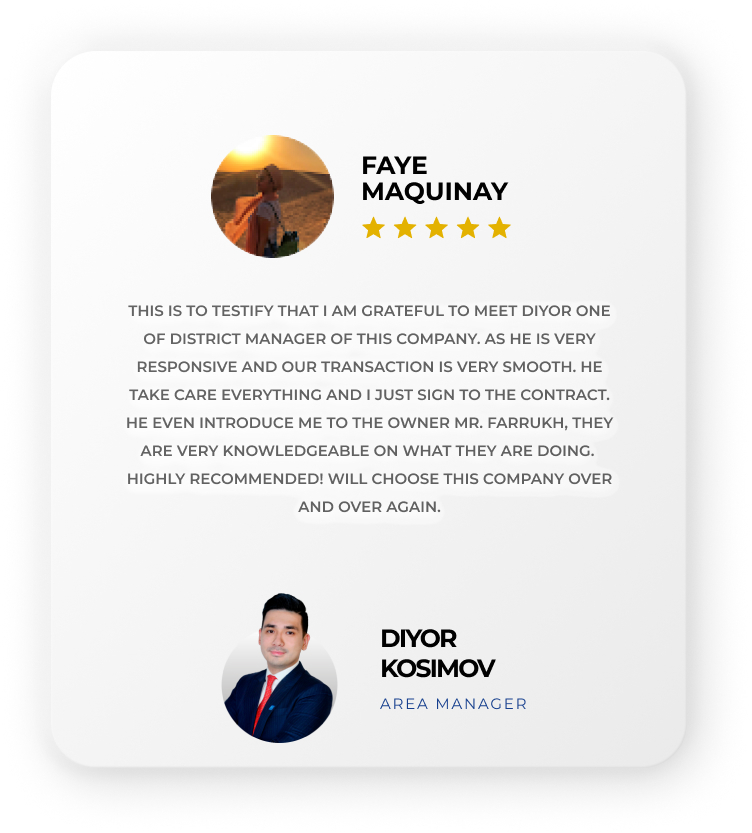 FAYE
MAQUINAY
THIS IS TO TESTIFY THAT I AM GRATEFUL TO MEET DIYOR ONE
OF DISTRICT MANAGER OF THIS COMPANY. AS HE IS VERY
RESPONSIVE AND OUR TRANSACTION IS VERY SMOOTH. HE
TAKE CARE EVERYTHING AND I JUST SIGN TO THE CONTRACT.
HE EVEN INTRODUCE ME TO THE OWNER MR. FARRUKH, THEY
ARE VERY KNOWLEDGEABLE ON WHAT THEY ARE DOING.
HIGHLY RECOMMENDED! WILL CHOOSE THIS COMPANY OVER
AND OVER AGAIN.
DIYOR
KOSIMOV
AREA MANAGER